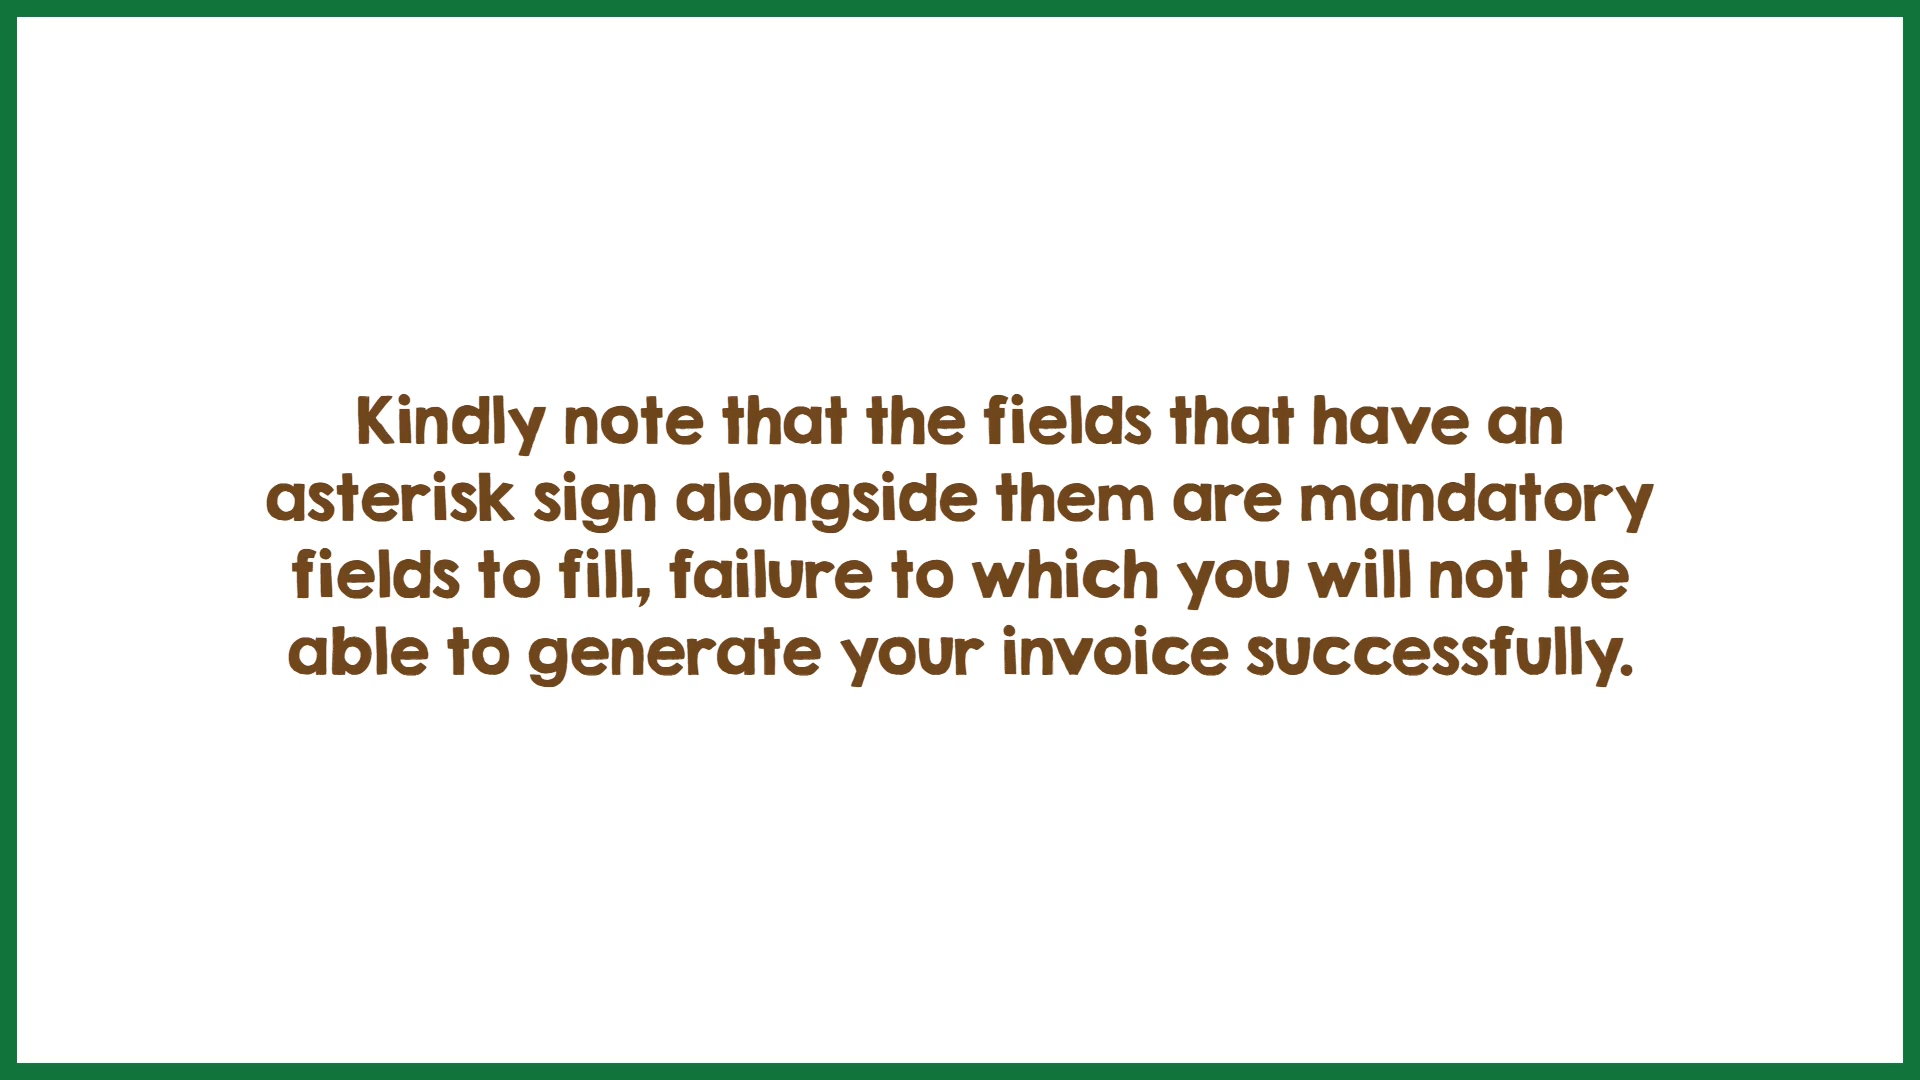 Kindly note that the fields that have an
asterisk sign alongside them are mandatory
fields to fill, failure to which you will not be
able to generate your invoice successfully.